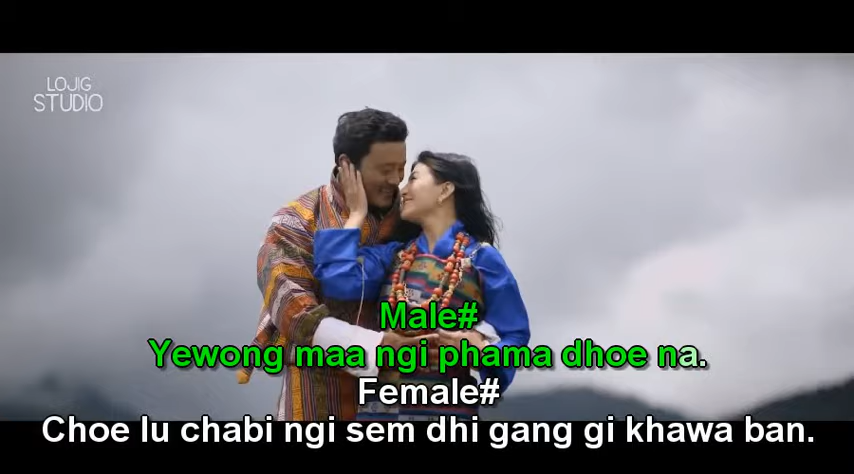 LOJIG
STUDIO
Male#
Yewong maa ngi phama dhoe na.
Female#
Choe lu chabi ngi sem dhi gang gi khawa ban.